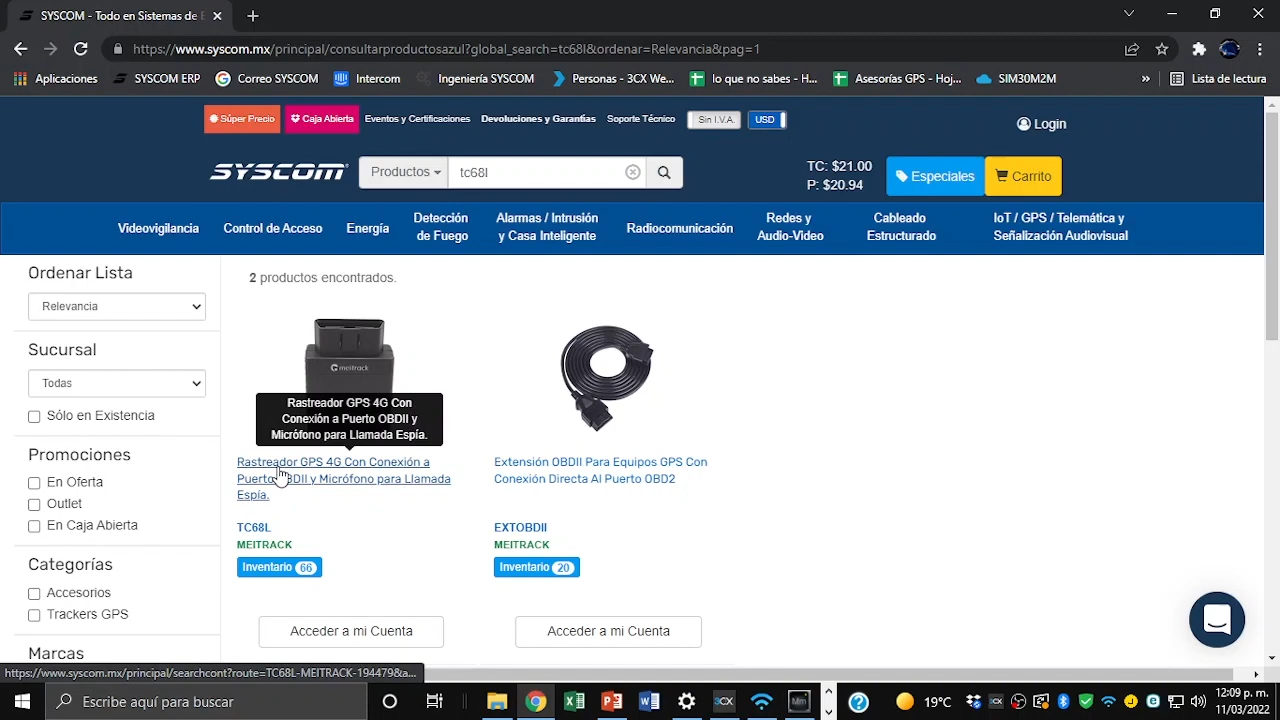 SYSCOM - Todo en Sistemas de E
https://www.syscom.mx/principal/consultarproductosazul?global_search=tc68l&ordenar=Relevancia&pag=1
Aplicaciones
SYSCOM ERP
Correo SYSCOM
Intercom
Ingeniería SYSCOM
Personas - 3CX We...
lo que no sabes - H...
Asesorías GPS - Hoj...
SIM30M2M
»
Lista de lectura
Súper Precio
Caja Abierta
Eventos y Certificaciones
Devoluciones y Garantías
Soporte Técnico
Sin I.V.A.
USD
Login
SYSCOM
Productos
tc68l
TC: $21.00
P: $20.94
Especiales
Carrito
Videovigilancia
Control de Acceso
Energía
Detección
de Fuego
Alarmas / Intrusión
y Casa Inteligente
Radiocomunicación
Redes y
Audio-Video
Cableado
Estructurado
IoT / GPS / Telemática y
Señalización Audiovisual
Ordenar Lista
Relevancia
Sucursal
Todas
Sólo en Existencia
Promociones
En Oferta
Outlet
En Caja Abierta
Categorías
Accesorios
Trackers GPS
Marcas
2 productos encontrados.
meitrack
Rastreador GPS 4G Con
Conexión a Puerto OBDII y
Micrófono para Llamada Espía.
Rastreador GPS 4G Con Conexión a
Puerto OBDII y Micrófono para Llamada
Espía.
TC68L
MEITRACK
Inventario 66
Acceder a mi Cuenta
Extensión OBDII Para Equipos GPS Con
Conexión Directa Al Puerto OBD2
EXTOBDII
MEITRACK
Inventario 20
Acceder a mi Cuenta
https://www.syscom.mx/principal/searchcont?route=TC68L-MEITRACK-194479&a...
Escribe aquí para buscar
19°C
12:09 p. m.
11/03/2022